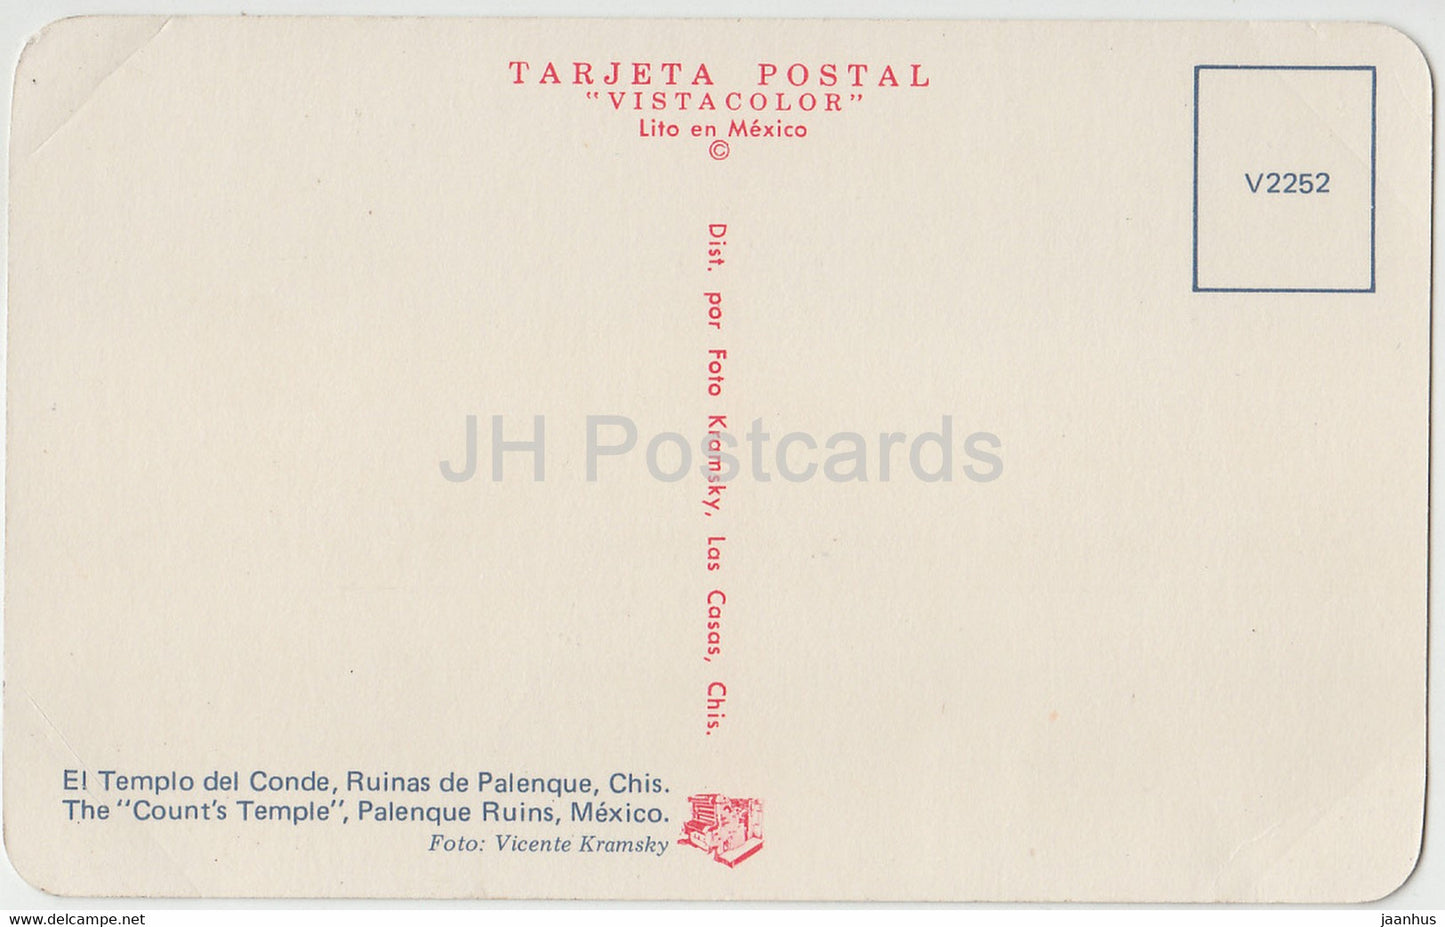 TARJETA POSTAL
"VISTACOLOR"
Lito en México
©
V2252
Dist. por Foto Kramsky, Las Casas, Chis.
JH Postcards
El Templo del Conde, Ruinas de Palenque, Chis.
The "Count's Temple", Palenque Ruins, México.
Foto: Vicente Kramsky
www.delcampe.net
jaanhus